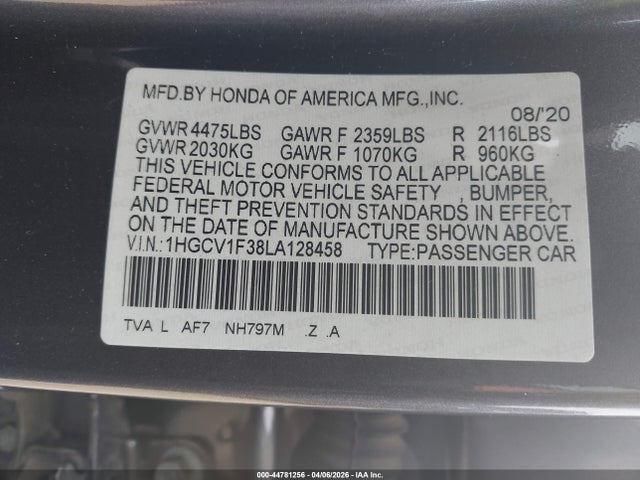 MFD.BY HONDA OF AMERICA MFG.,INC.
08/'20
GVWR 4475LBS GAWR F 2359LBS R 2116LBS
GVWR 2030KG GAWR F 1070KG R 960KG
THIS VEHICLE CONFORMS TO ALL APPLICABLE
FEDERAL MOTOR VEHICLE SAFETY , BUMPER,
AND THEFT PREVENTION STANDARDS IN EFFECT
ON THE DATE OF MANUFACTURE SHOWN ABOVE.
V.I.N.: 1HGCV1F38LA128458 TYPE:PASSENGER CAR
TVA L AF7 NH797M .Z .A
000-44781256 - 04/06/2026 - IAA Inc.